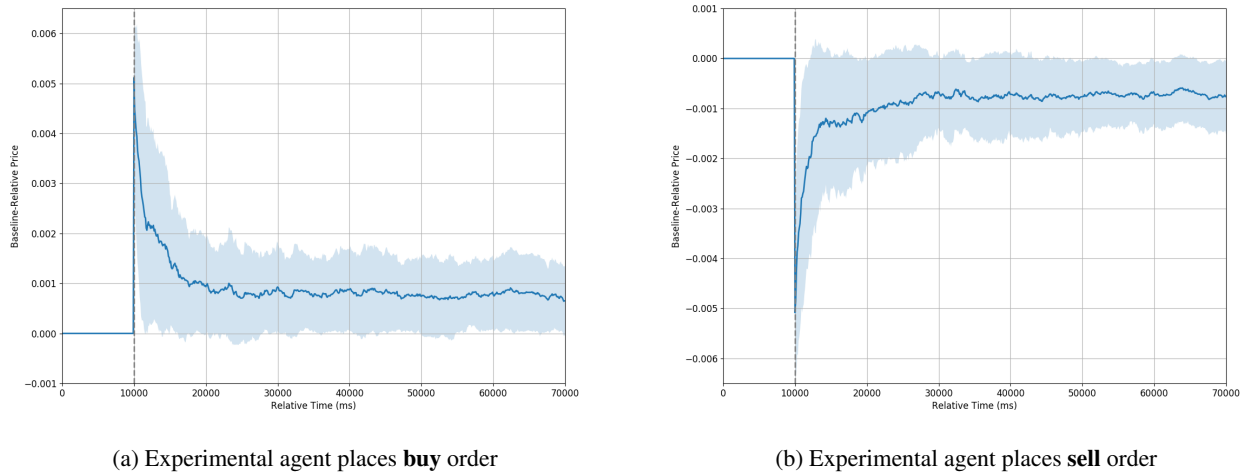 0.006
0.005
0.004
0.003
0.002
0.001
0.000
−0.001
Baseline-Relative Price
0 10000 20000 30000 40000 50000 60000 70000
Relative Time (ms)
(a) Experimental agent places buy order
0.001
0.000
−0.001
−0.002
−0.003
−0.004
−0.005
−0.006
Baseline-Relative Price
0 10000 20000 30000 40000 50000 60000 70000
Relative Time (ms)
(b) Experimental agent places sell order